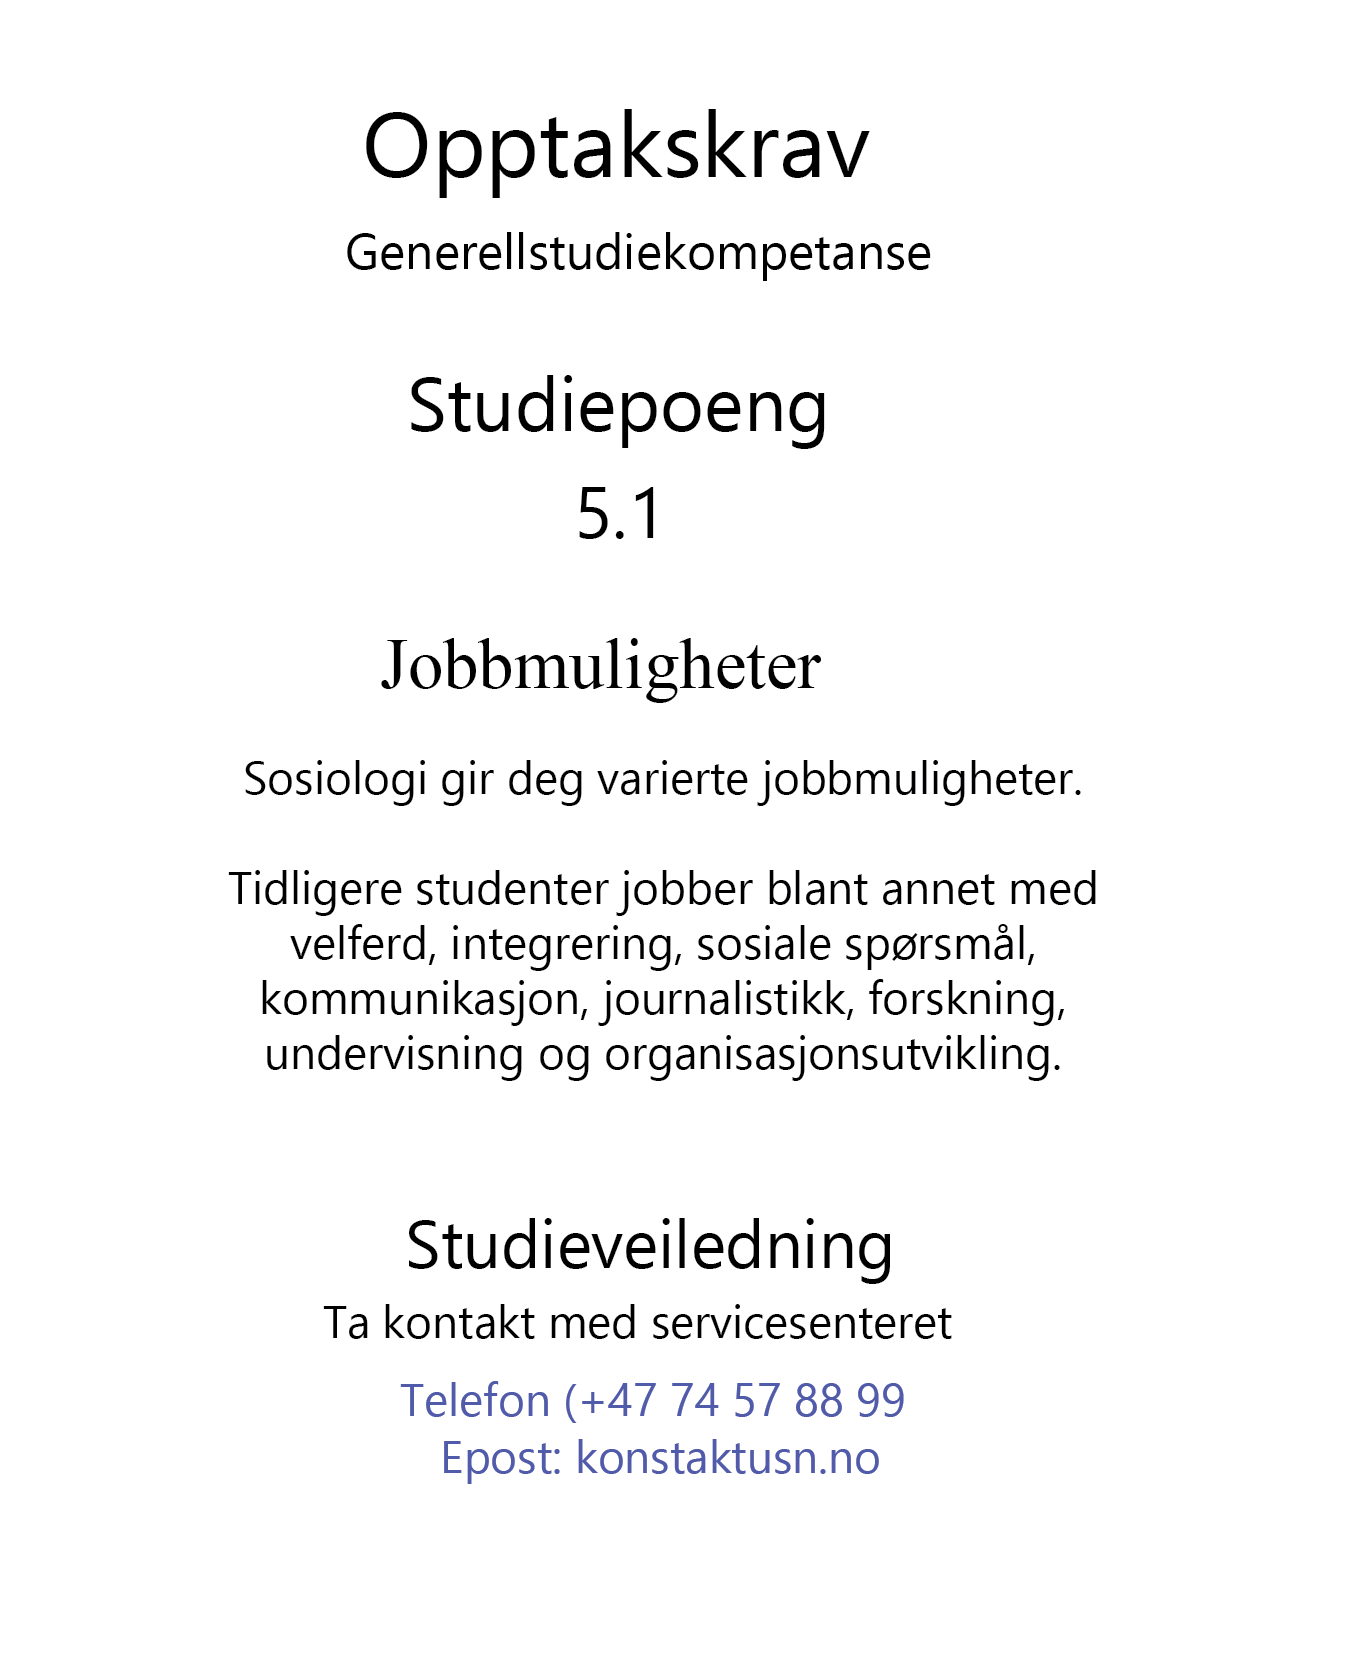 Opptakskrav
Generellstudiekompetanse
Studiepoeng
5.1
Jobbmuligheter
Sosiologi gir deg varierte jobbmuligheter.
Tidligere studenter jobber blant annet med
velferd, integrering, sosiale spørsmål,
kommunikasjon, journalistikk, forskning,
undervisning og organisasjonsutvikling.
Studieveiledning
Ta kontakt med servicesenteret
Telefon (+47 74 57 88 99
Epost: konstaktusn.no